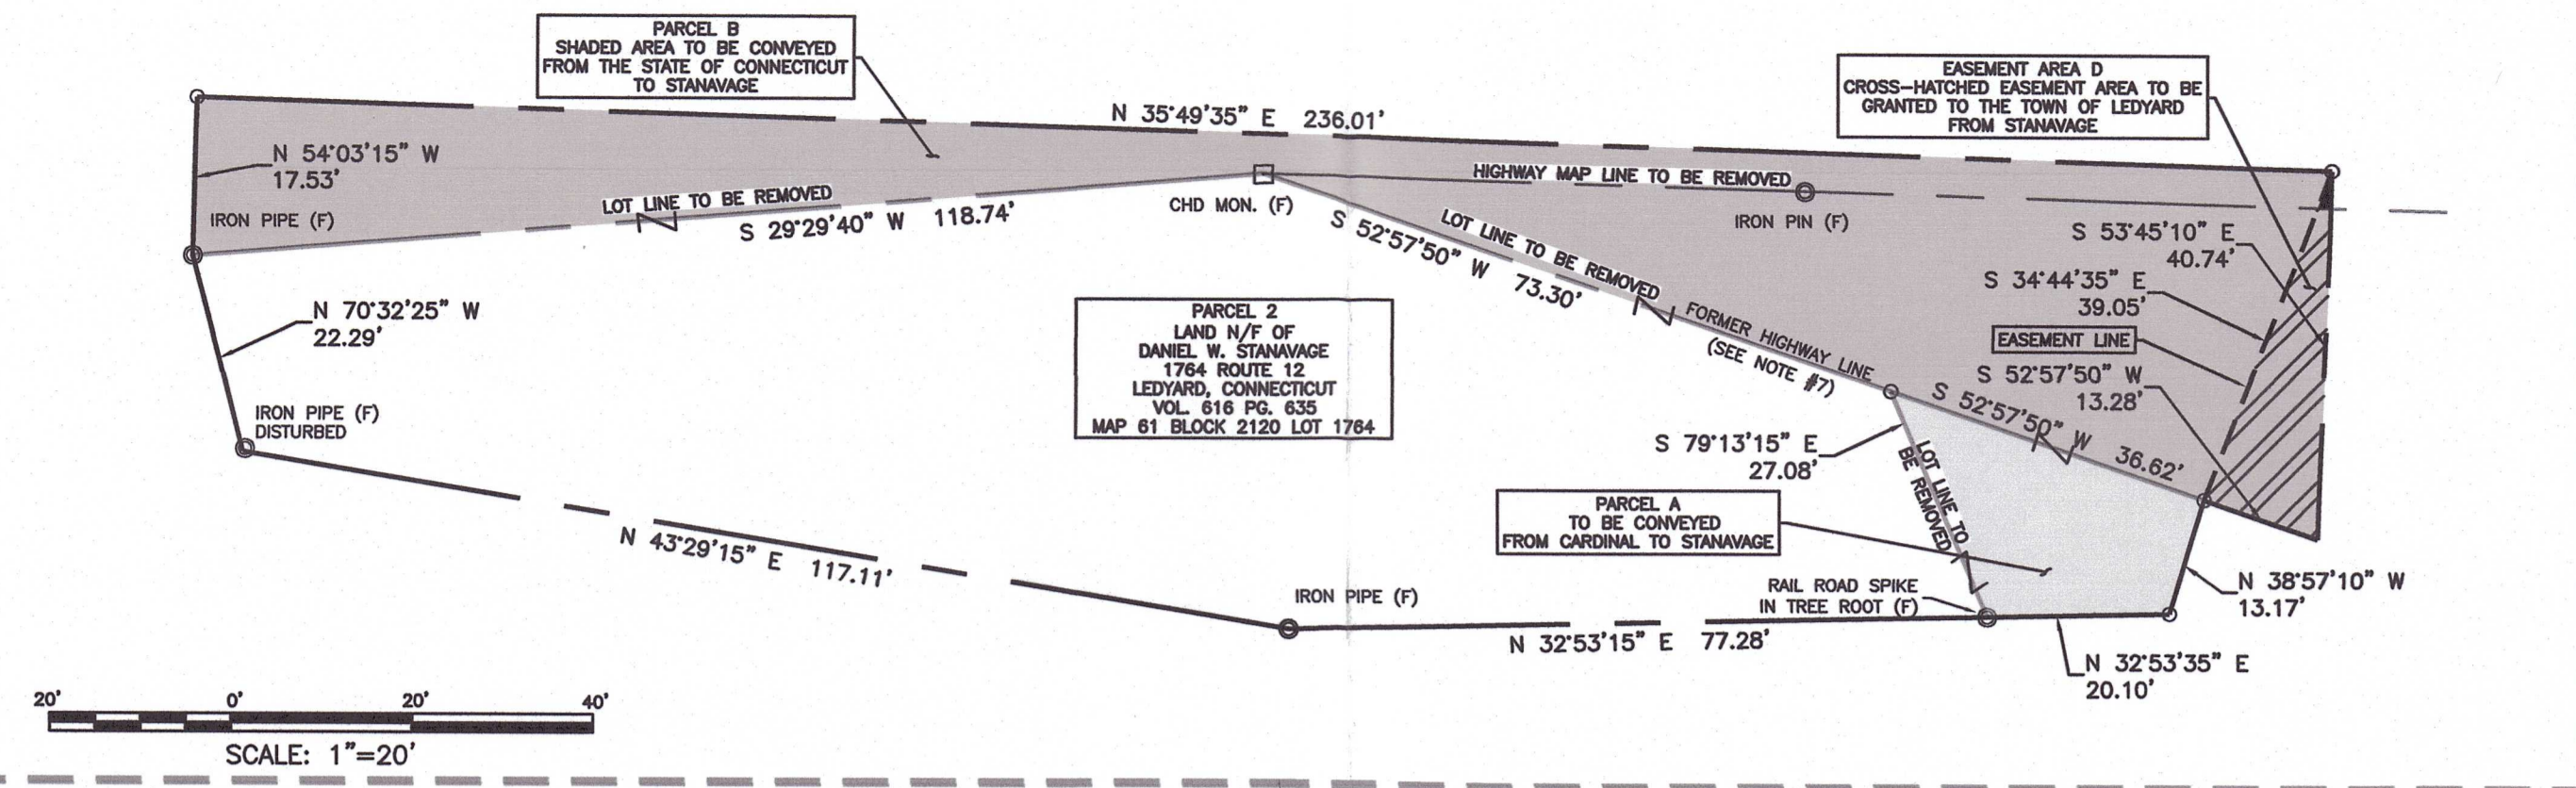 PARCEL B
SHADED AREA TO BE CONVEYED
FROM THE STATE OF CONNECTICUT
TO STANAVAGE
EASEMENT AREA D
CROSS-HATCHED EASEMENT AREA TO BE
GRANTED TO THE TOWN OF LEDYARD
FROM STANAVAGE
N 35°49'35" E 236.01'
N 54°03'15" W
17.53'
HIGHWAY MAP LINE TO BE REMOVED
LOT LINE TO BE REMOVED
S 29°29'40" W 118.74'
IRON PIPE (F)
CHD MON. (F)
IRON PIN (F)
LOT LINE TO BE REMOVED
S 52°57'50" W 73.30'
S 53°45'10" E
40.74'
S 34°44'35" E
39.05'
EASEMENT LINE
S 52°57'50" W
13.28'
N 70°32'25" W
22.29'
PARCEL 2
LAND N/F OF
DANIEL W. STANAVAGE
1764 ROUTE 12
LEDYARD, CONNECTICUT
VOL. 616 PG. 635
MAP 61 BLOCK 2120 LOT 1764
FORMER HIGHWAY LINE
(SEE NOTE #7)
S 52°57'50" W 36.62'
IRON PIPE (F)
DISTURBED
S 79°13'15" E
27.08'
LOT LINE TO
BE REMOVED
PARCEL A
TO BE CONVEYED
FROM CARDINAL TO STANAVAGE
N 43°29'15" E 117.11'
IRON PIPE (F)
RAIL ROAD SPIKE
IN TREE ROOT (F)
N 38°57'10" W
13.17'
N 32°53'15" E 77.28'
N 32°53'35" E
20.10'
20' 0' 20' 40'
SCALE: 1"=20'